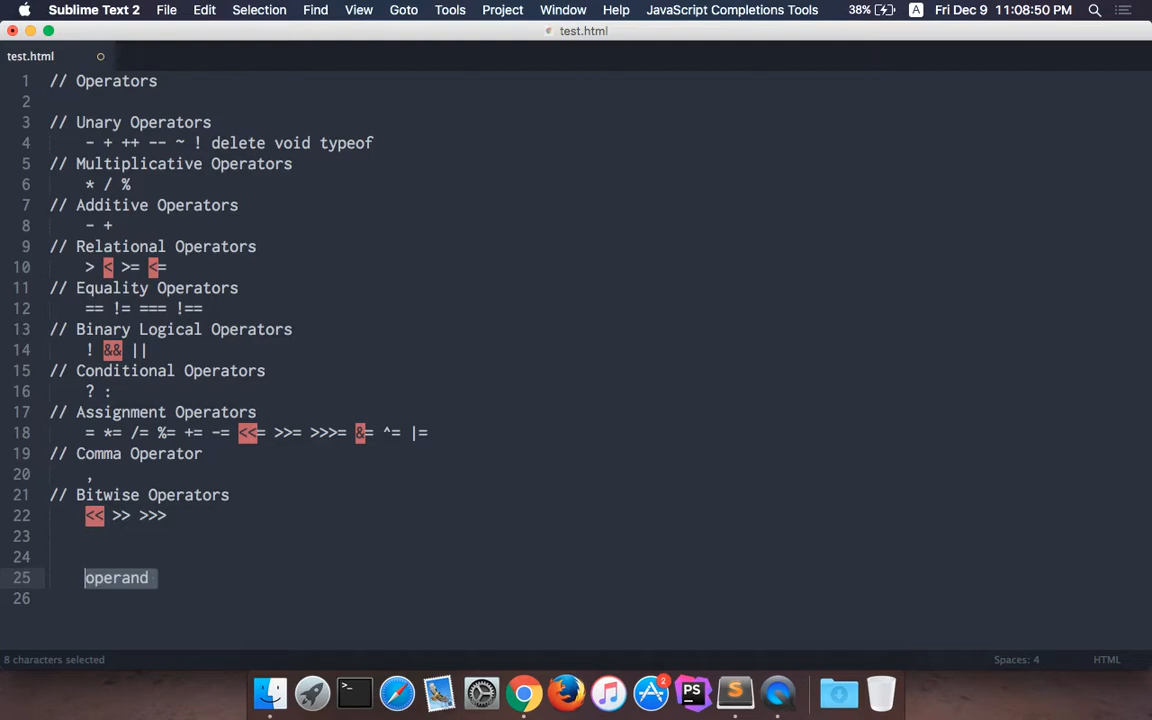 Sublime Text 2 File Edit Selection Find View Goto Tools Project Window Help JavaScript Completions Tools 38% A Fri Dec 9 11:08:50 PM
test.html
test.html
1 // Operators
2
3 // Unary Operators
4 - + ++ -- ~ ! delete void typeof
5 // Multiplicative Operators
6 * / %
7 // Additive Operators
8 - +
9 // Relational Operators
10 > < >= <=
11 // Equality Operators
12 == != === !==
13 // Binary Logical Operators
14 ! && ||
15 // Conditional Operators
16 ? :
17 // Assignment Operators
18 = *= /= %= += -= <<= >>= >>>= &= ^= |=
19 // Comma Operator
20 ,
21 // Bitwise Operators
22 << >> >>>
23
24
25 operand
26
8 characters selected Spaces: 4 HTML
>_ 2 PS S